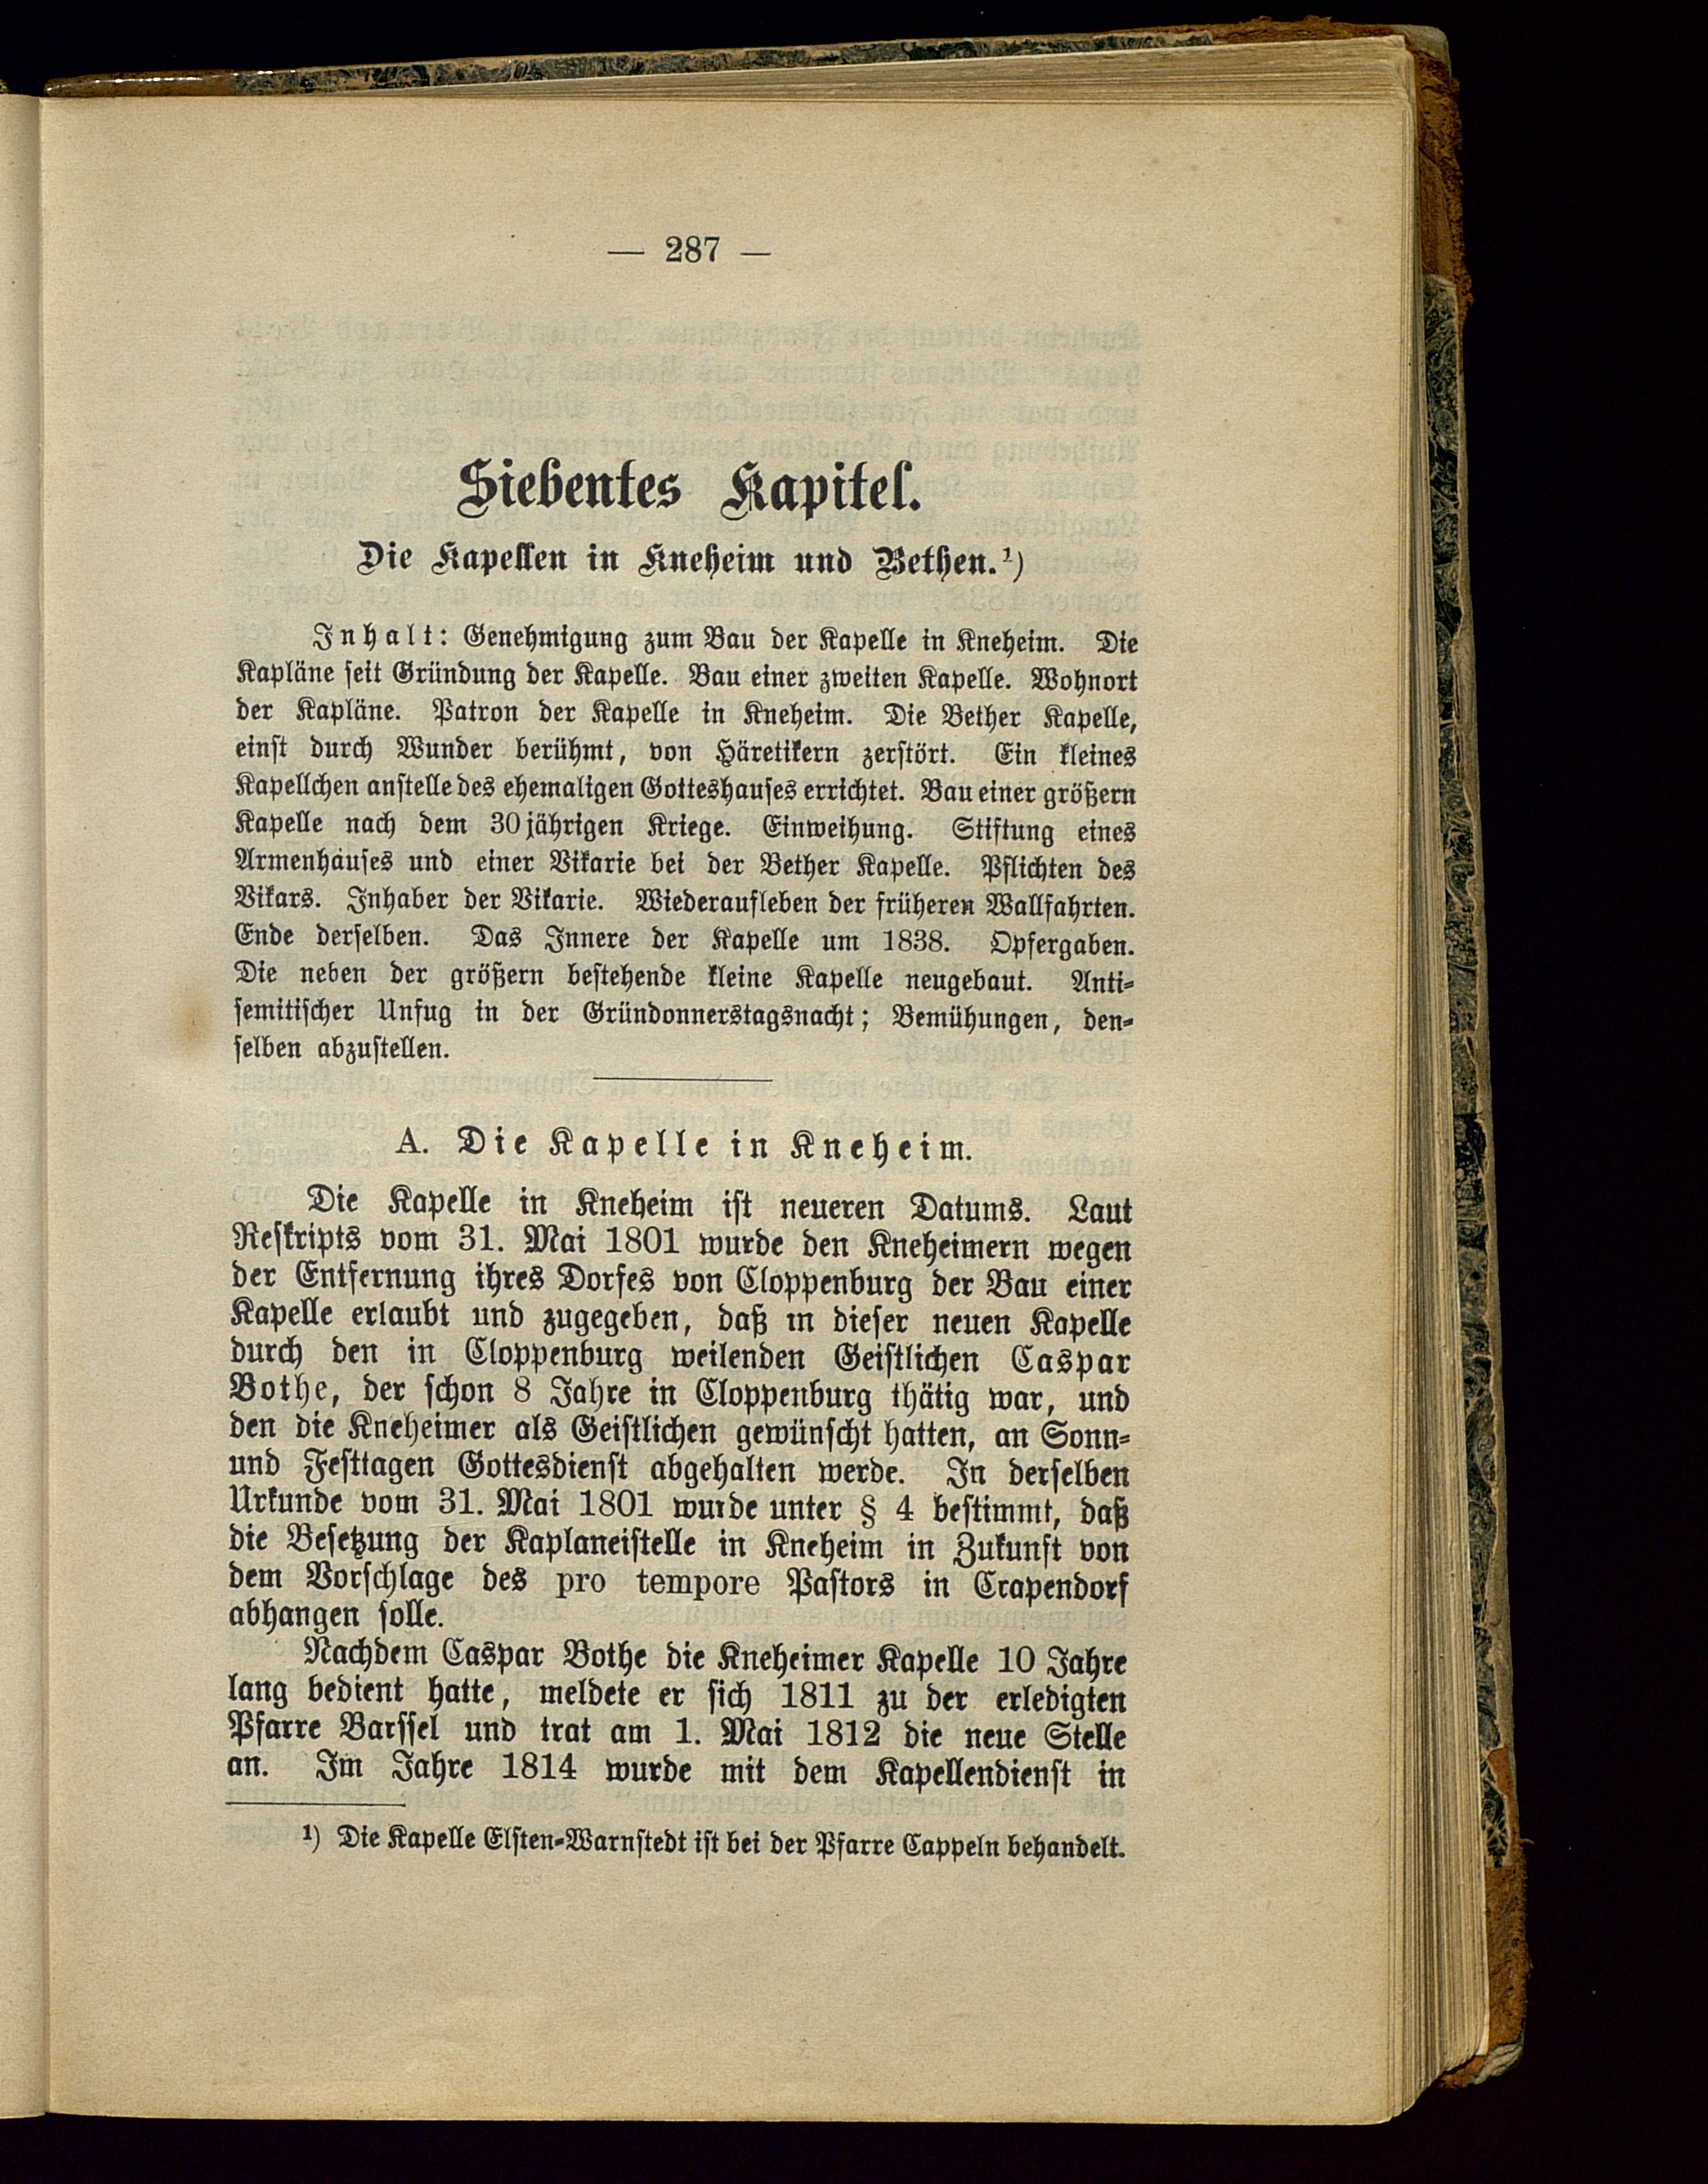 — 287 —
Siebentes Kapitel.
Die Kapellen in Kneheim und Bethen.¹)
Inhalt: Genehmigung zum Bau der Kapelle in Kneheim. Die
Kapläne seit Gründung der Kapelle. Bau einer zweiten Kapelle. Wohnort
der Kapläne. Patron der Kapelle in Kneheim. Die Bether Kapelle,
einst durch Wunder berühmt, von Häretikern zerstört. Ein kleines
Kapellchen anstelle des ehemaligen Gotteshauses errichtet. Bau einer größern
Kapelle nach dem 30jährigen Kriege. Einweihung. Stiftung eines
Armenhauses und einer Vikarie bei der Bether Kapelle. Pflichten des
Vikars. Inhaber der Vikarie. Wiederaufleben der früheren Wallfahrten.
Ende derselben. Das Innere der Kapelle um 1838. Opfergaben.
Die neben der größern bestehende kleine Kapelle neugebaut. Anti-
semitischer Unfug in der Gründonnerstagsnacht; Bemühungen, den-
selben abzustellen.
A. Die Kapelle in Kneheim.
Die Kapelle in Kneheim ist neueren Datums. Laut
Reskripts vom 31. Mai 1801 wurde den Kneheimern wegen
der Entfernung ihres Dorfes von Cloppenburg der Bau einer
Kapelle erlaubt und zugegeben, daß in dieser neuen Kapelle
durch den in Cloppenburg weilenden Geistlichen Caspar
Bothe, der schon 8 Jahre in Cloppenburg thätig war, und
den die Kneheimer als Geistlichen gewünscht hatten, an Sonn-
und Festtagen Gottesdienst abgehalten werde. In derselben
Urkunde vom 31. Mai 1801 wurde unter § 4 bestimmt, daß
die Besetzung der Kaplaneistelle in Kneheim in Zukunft von
dem Vorschlage des pro tempore Pastors in Crapendorf
abhangen solle.
Nachdem Caspar Bothe die Kneheimer Kapelle 10 Jahre
lang bedient hatte, meldete er sich 1811 zu der erledigten
Pfarre Barssel und trat am 1. Mai 1812 die neue Stelle
an. Im Jahre 1814 wurde mit dem Kapellendienst in
¹) Die Kapelle Elsten-Warnstedt ist bei der Pfarre Cappeln behandelt.